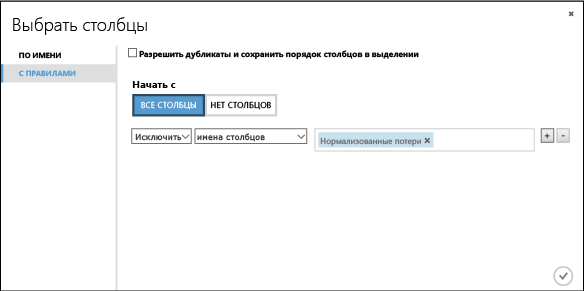 Выбрать столбцы
ПО ИМЕНИ
С ПРАВИЛАМИ
Разрешить дубликаты и сохранить порядок столбцов в выделении
Начать с
ВСЕ СТОЛБЦЫ НЕТ СТОЛБЦОВ
Исключить имена столбцов Нормализованные потери × + -